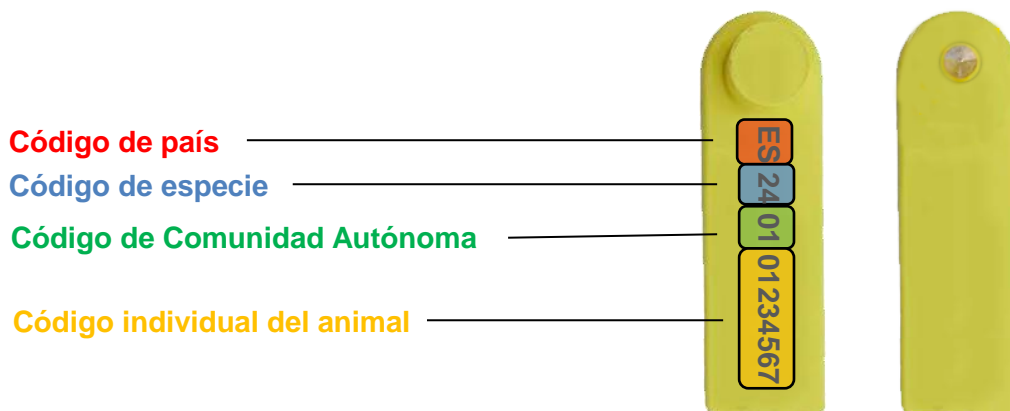 Código de país
Código de especie
Código de Comunidad Autónoma
Código individual del animal
ES 24 01 01234567